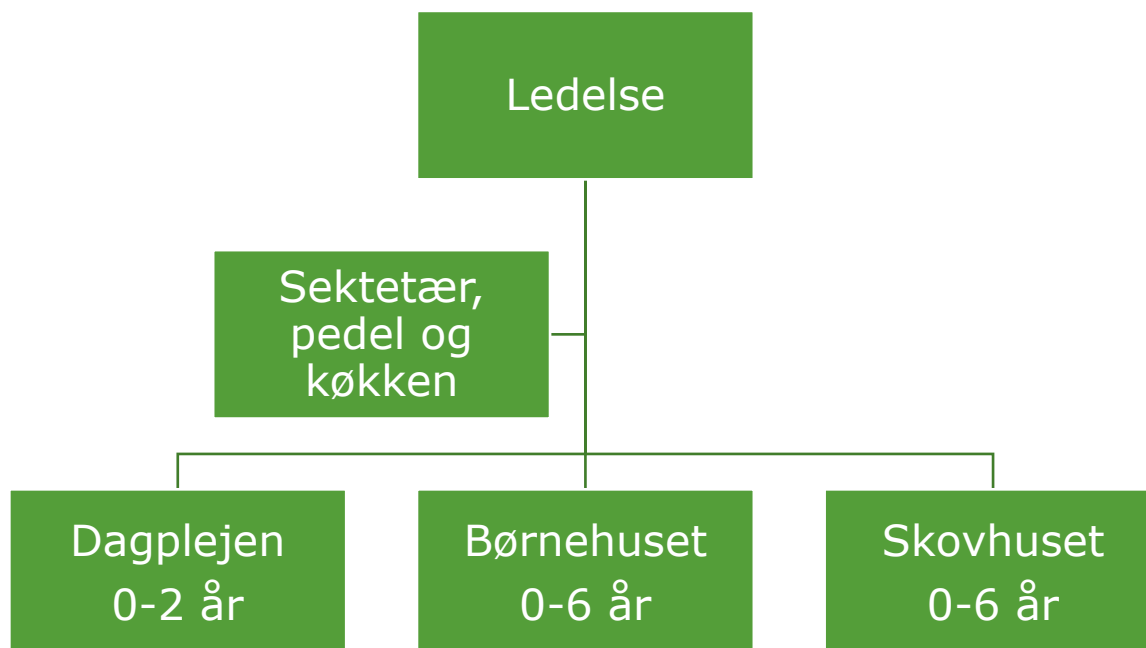 Ledelse
Sektetær,
pedel og
køkken
Dagplejen
0-2 år
Børnehuset
0-6 år
Skovhuset
0-6 år